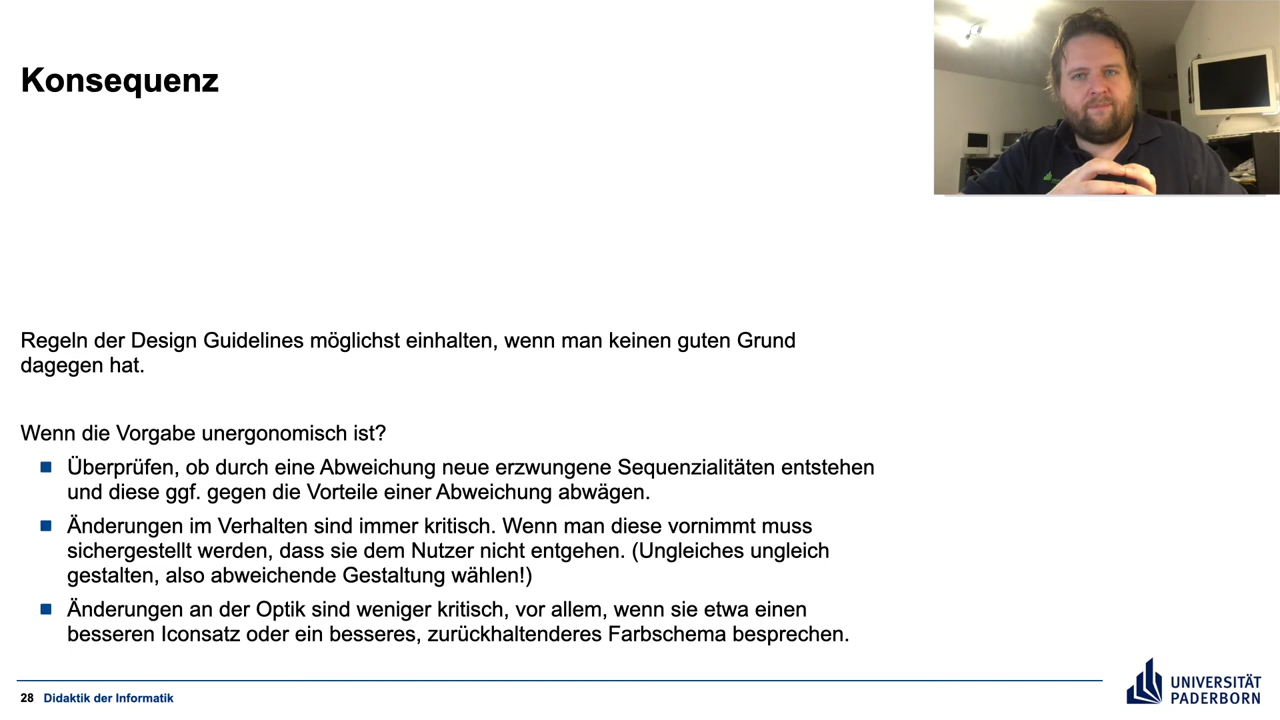 Konsequenz
Regeln der Design Guidelines möglichst einhalten, wenn man keinen guten Grund
dagegen hat.
Wenn die Vorgabe unergonomisch ist?
Überprüfen, ob durch eine Abweichung neue erzwungene Sequenzialitäten entstehen
und diese ggf. gegen die Vorteile einer Abweichung abwägen.
Änderungen im Verhalten sind immer kritisch. Wenn man diese vornimmt muss
sichergestellt werden, dass sie dem Nutzer nicht entgehen. (Ungleiches ungleich
gestalten, also abweichende Gestaltung wählen!)
Änderungen an der Optik sind weniger kritisch, vor allem, wenn sie etwa einen
besseren Iconsatz oder ein besseres, zurückhaltenderes Farbschema besprechen.
28 Didaktik der Informatik
UNIVERSITÄT
PADERBORN